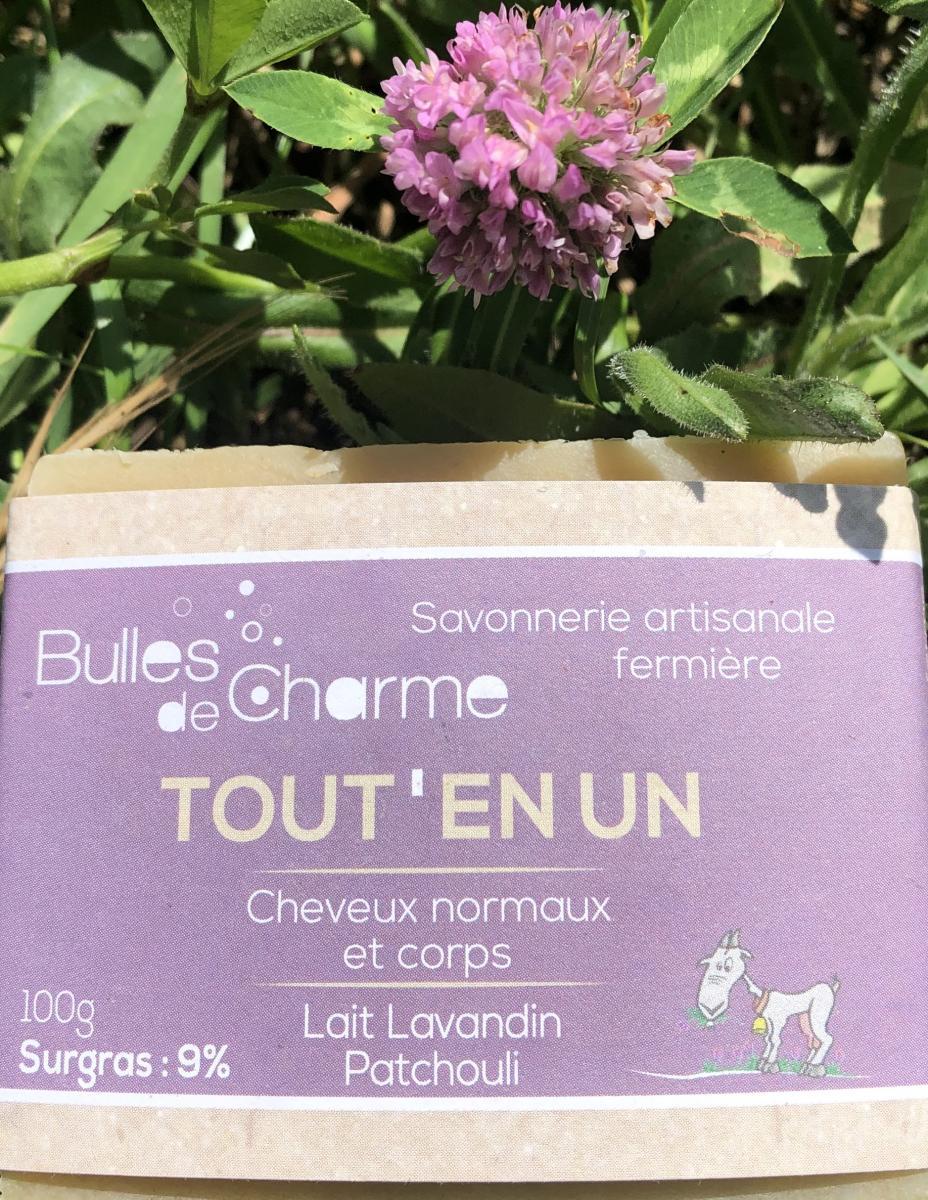 Bulles
de Charme
Savonnerie artisanale
fermière
TOUT'EN UN
Cheveux normaux
et corps
Lait Lavandin
Patchouli
100g
Surgras : 9%